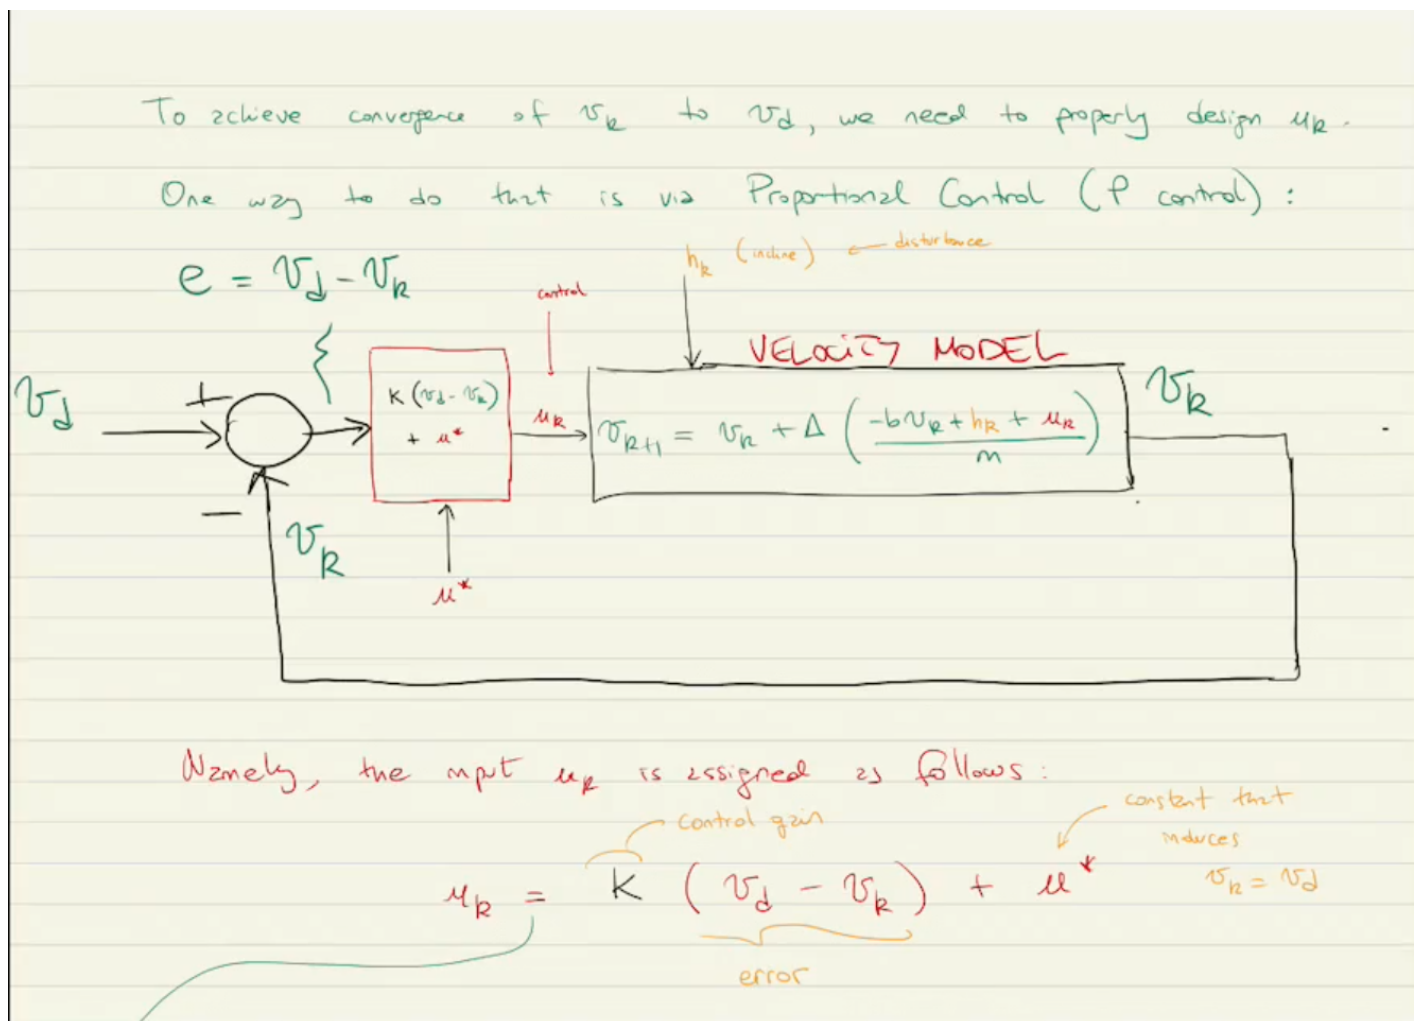 To achieve convergence of v_k to v_d, we need to properly design u_k.
One way to do that is via Proportional Control (P control):
h_k (incline) ← disturbance
e = v_d - v_k
control
VELOCITY MODEL
v_d
+
K(v_d - v_k)
+ u*
u_k
v_{k+1} = v_k + Δ ( (-b v_k + h_k + u_k) / m )
v_k
−
v_k
u*
Namely, the input u_k is assigned as follows:
control gain
constant that
induces
v_k = v_d
u_k = K (v_d - v_k) + u*
error